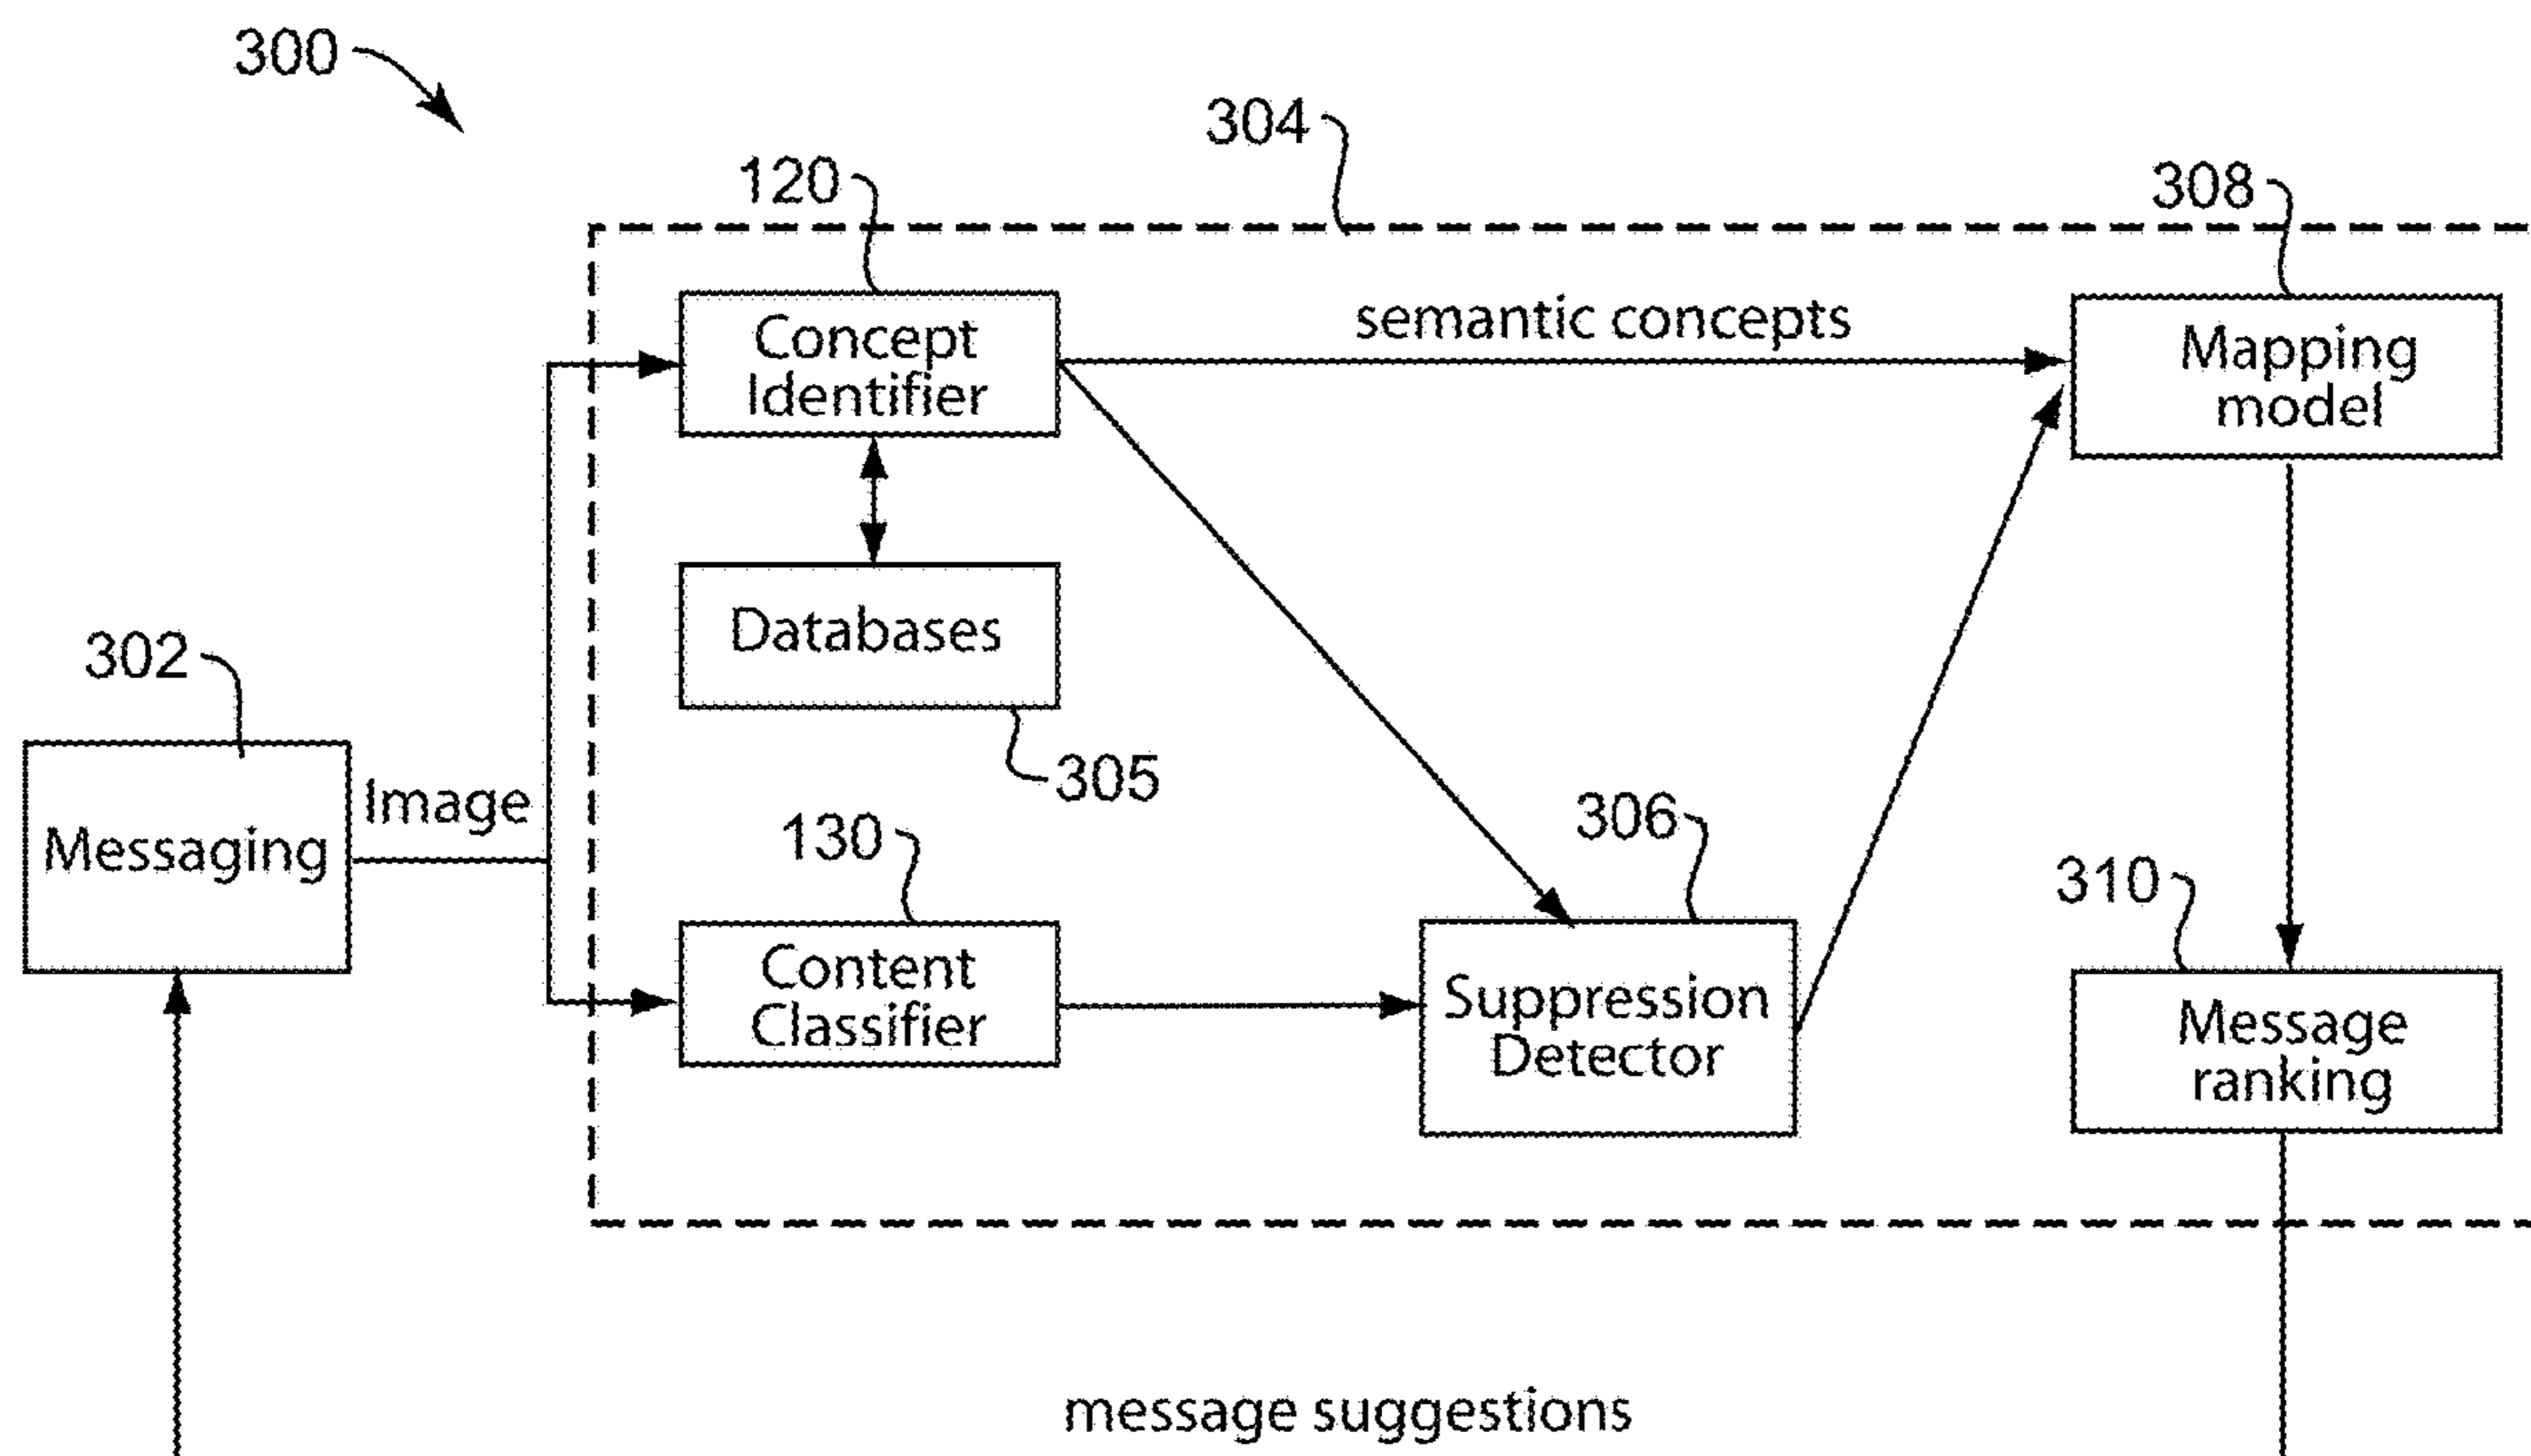 300
304
120
308
Concept
Identifier
semantic concepts
Mapping
model
Databases
302
305
Messaging
Image
130
306
310
Content
Classifier
Suppression
Detector
Message
ranking
message suggestions